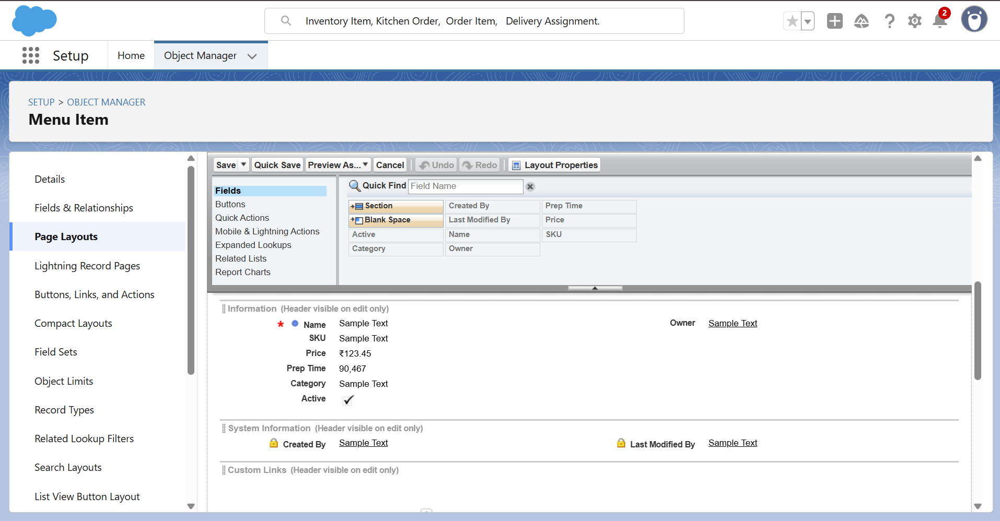 Inventory Item, Kitchen Order,  Order Item,   Delivery Assignment.
2
Setup
Home
Object Manager
SETUP > OBJECT MANAGER
Menu Item
Details
Fields & Relationships
Page Layouts
Lightning Record Pages
Buttons, Links, and Actions
Compact Layouts
Field Sets
Object Limits
Record Types
Related Lookup Filters
Search Layouts
List View Button Layout
Save Quick Save Preview As... Cancel Undo Redo Layout Properties
Fields
Buttons
Quick Actions
Mobile & Lightning Actions
Expanded Lookups
Related Lists
Report Charts
Quick Find Field Name
Section Created By Prep Time
Blank Space Last Modified By Price
Active Name SKU
Category Owner
Information (Header visible on edit only)
* Name Sample Text Owner Sample Text
SKU Sample Text
Price ₹123.45
Prep Time 90,467
Category Sample Text
Active
System Information (Header visible on edit only)
Created By Sample Text Last Modified By Sample Text
Custom Links (Header visible on edit only)